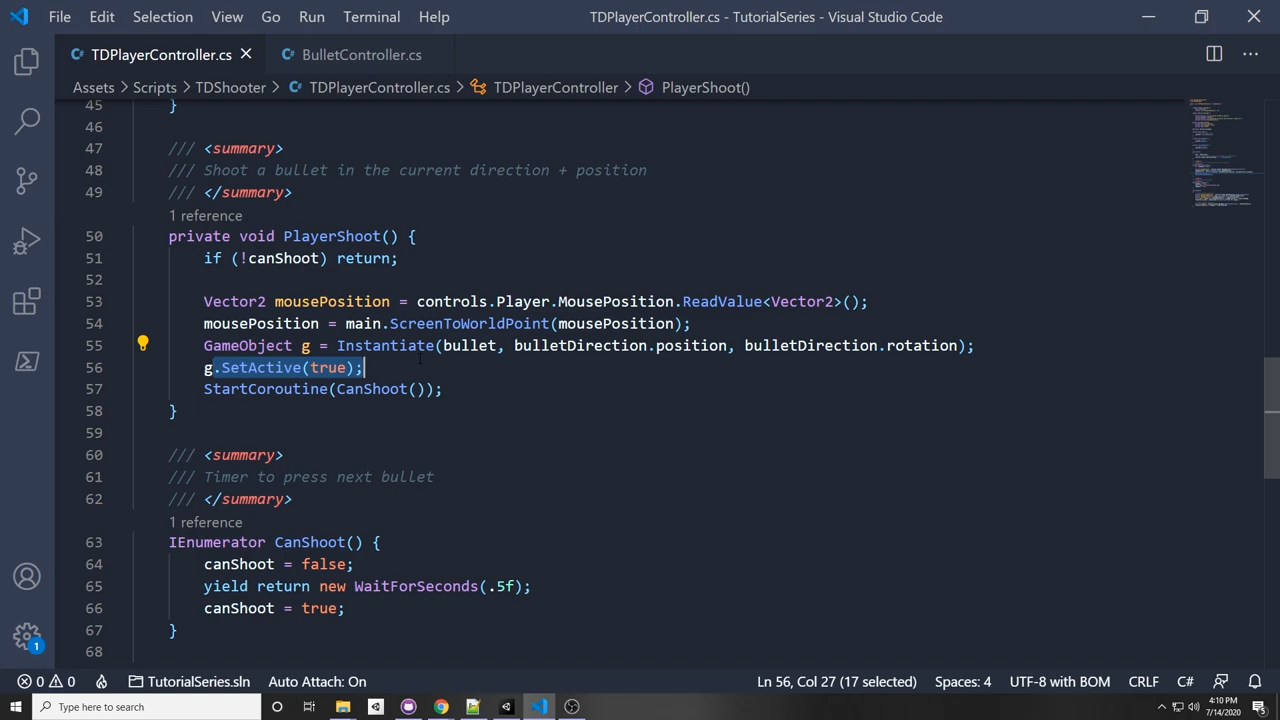 File Edit Selection View Go Run Terminal Help TDPlayerController.cs - TutorialSeries - Visual Studio Code
TDPlayerController.cs BulletController.cs
Assets Scripts TDShooter TDPlayerController.cs TDPlayerController PlayerShoot()
45 }
46
47 /// <summary>
48 /// Shoot a bullet in the current direction + position
49 /// </summary>
1 reference
50 private void PlayerShoot() {
51 if (!canShoot) return;
52
53 Vector2 mousePosition = controls.Player.MousePosition.ReadValue<Vector2>();
54 mousePosition = main.ScreenToWorldPoint(mousePosition);
55 GameObject g = Instantiate(bullet, bulletDirection.position, bulletDirection.rotation);
56 g.SetActive(true);
57 StartCoroutine(CanShoot());
58 }
59
60 /// <summary>
61 /// Timer to press next bullet
62 /// </summary>
1 reference
63 IEnumerator CanShoot() {
64 canShoot = false;
65 yield return new WaitForSeconds(.5f);
66 canShoot = true;
67 }
68
1
0 0 TutorialSeries.sln Auto Attach: On Ln 56, Col 27 (17 selected) Spaces: 4 UTF-8 with BOM CRLF C#
Type here to search
4:10 PM
7/14/2020